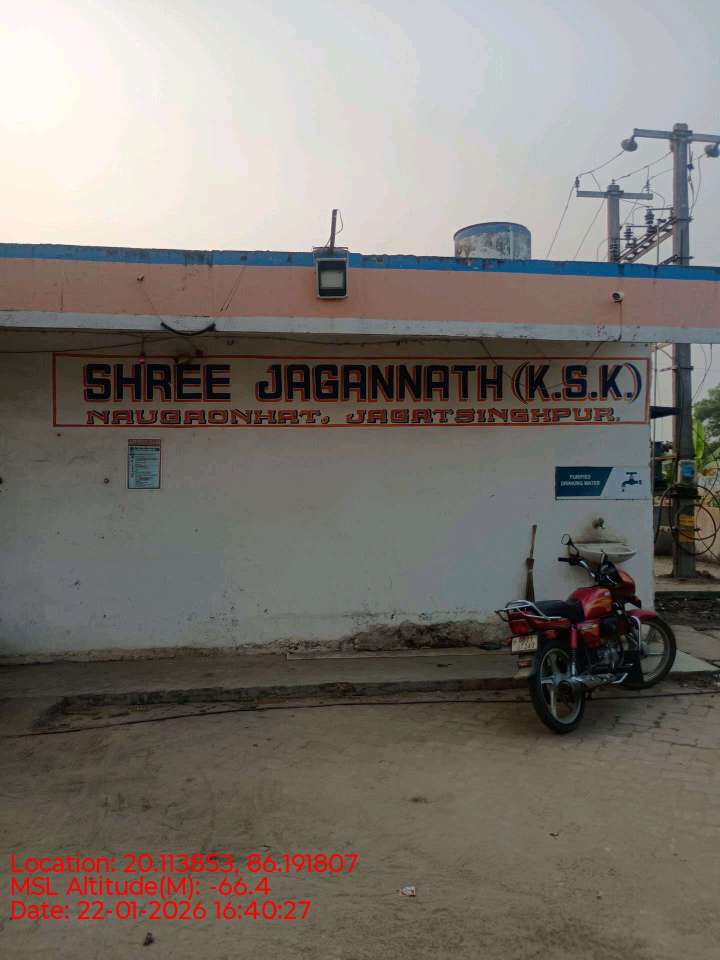 SHREE JAGANNATH (K.S.K.)
NAUGAONHAT, JAGATSINGHPUR.
PURIFIED
DRINKING WATER
Location: 20.113853, 86.191807
MSL Altitude(M): -66.4
Date: 22-01-2026 16:40:27